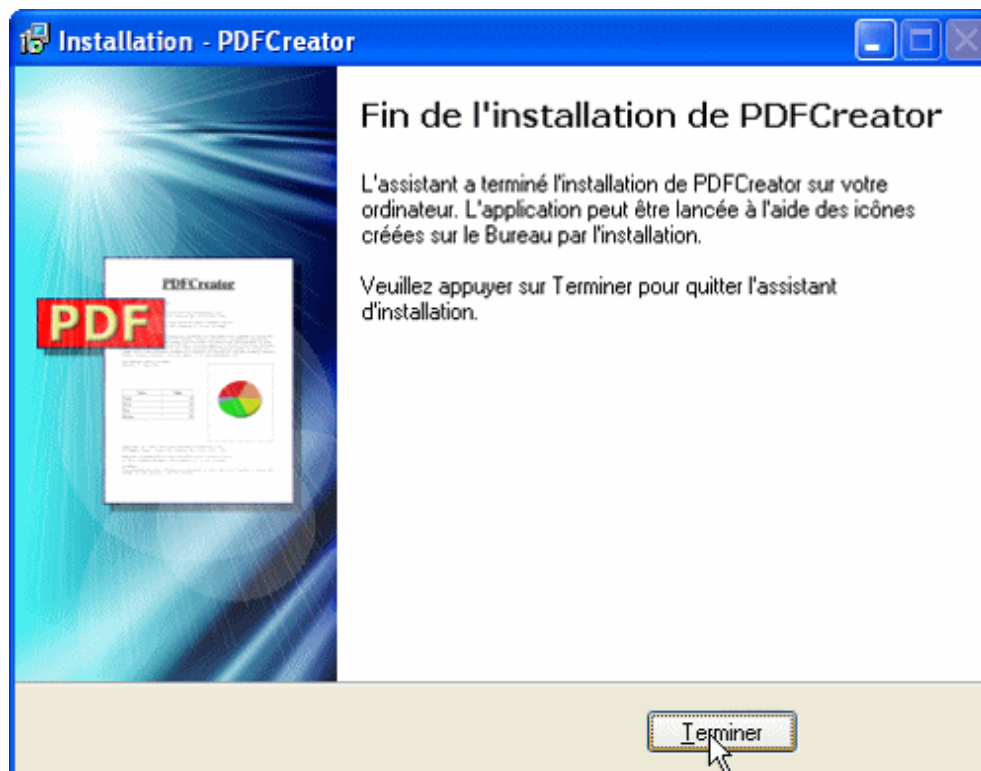 Installation - PDFCreator
Fin de l'installation de PDFCreator
L'assistant a terminé l'installation de PDFCreator sur votre
ordinateur. L'application peut être lancée à l'aide des icônes
créées sur le Bureau par l'installation.
Veuillez appuyer sur Terminer pour quitter l'assistant
d'installation.
PDFCreator
PDF
Terminer